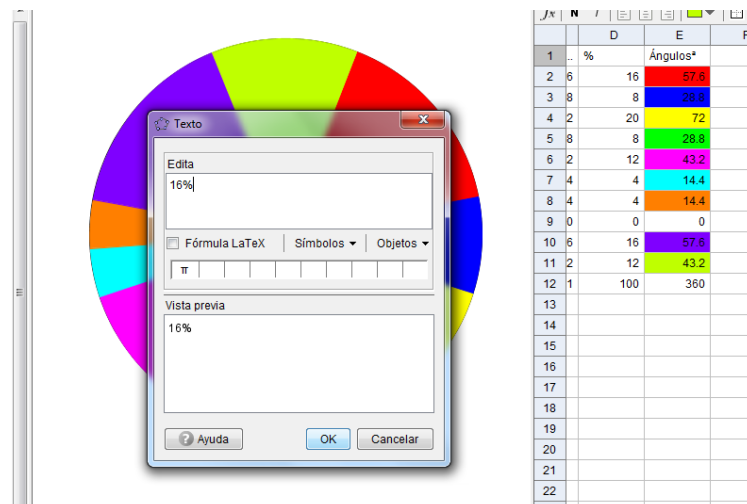 fx N I
D E F
1 .. % Ángulosª
2 6 16 57.6
3 8 8 28.8
4 2 20 72
5 8 8 28.8
6 2 12 43.2
7 4 4 14.4
8 4 4 14.4
9 0 0 0
10 6 16 57.6
11 2 12 43.2
12 1 100 360
13
14
15
16
17
18
19
20
21
22
Texto
Edita
16%
Fórmula LaTeX Símbolos Objetos
π
Vista previa
16%
Ayuda OK Cancelar